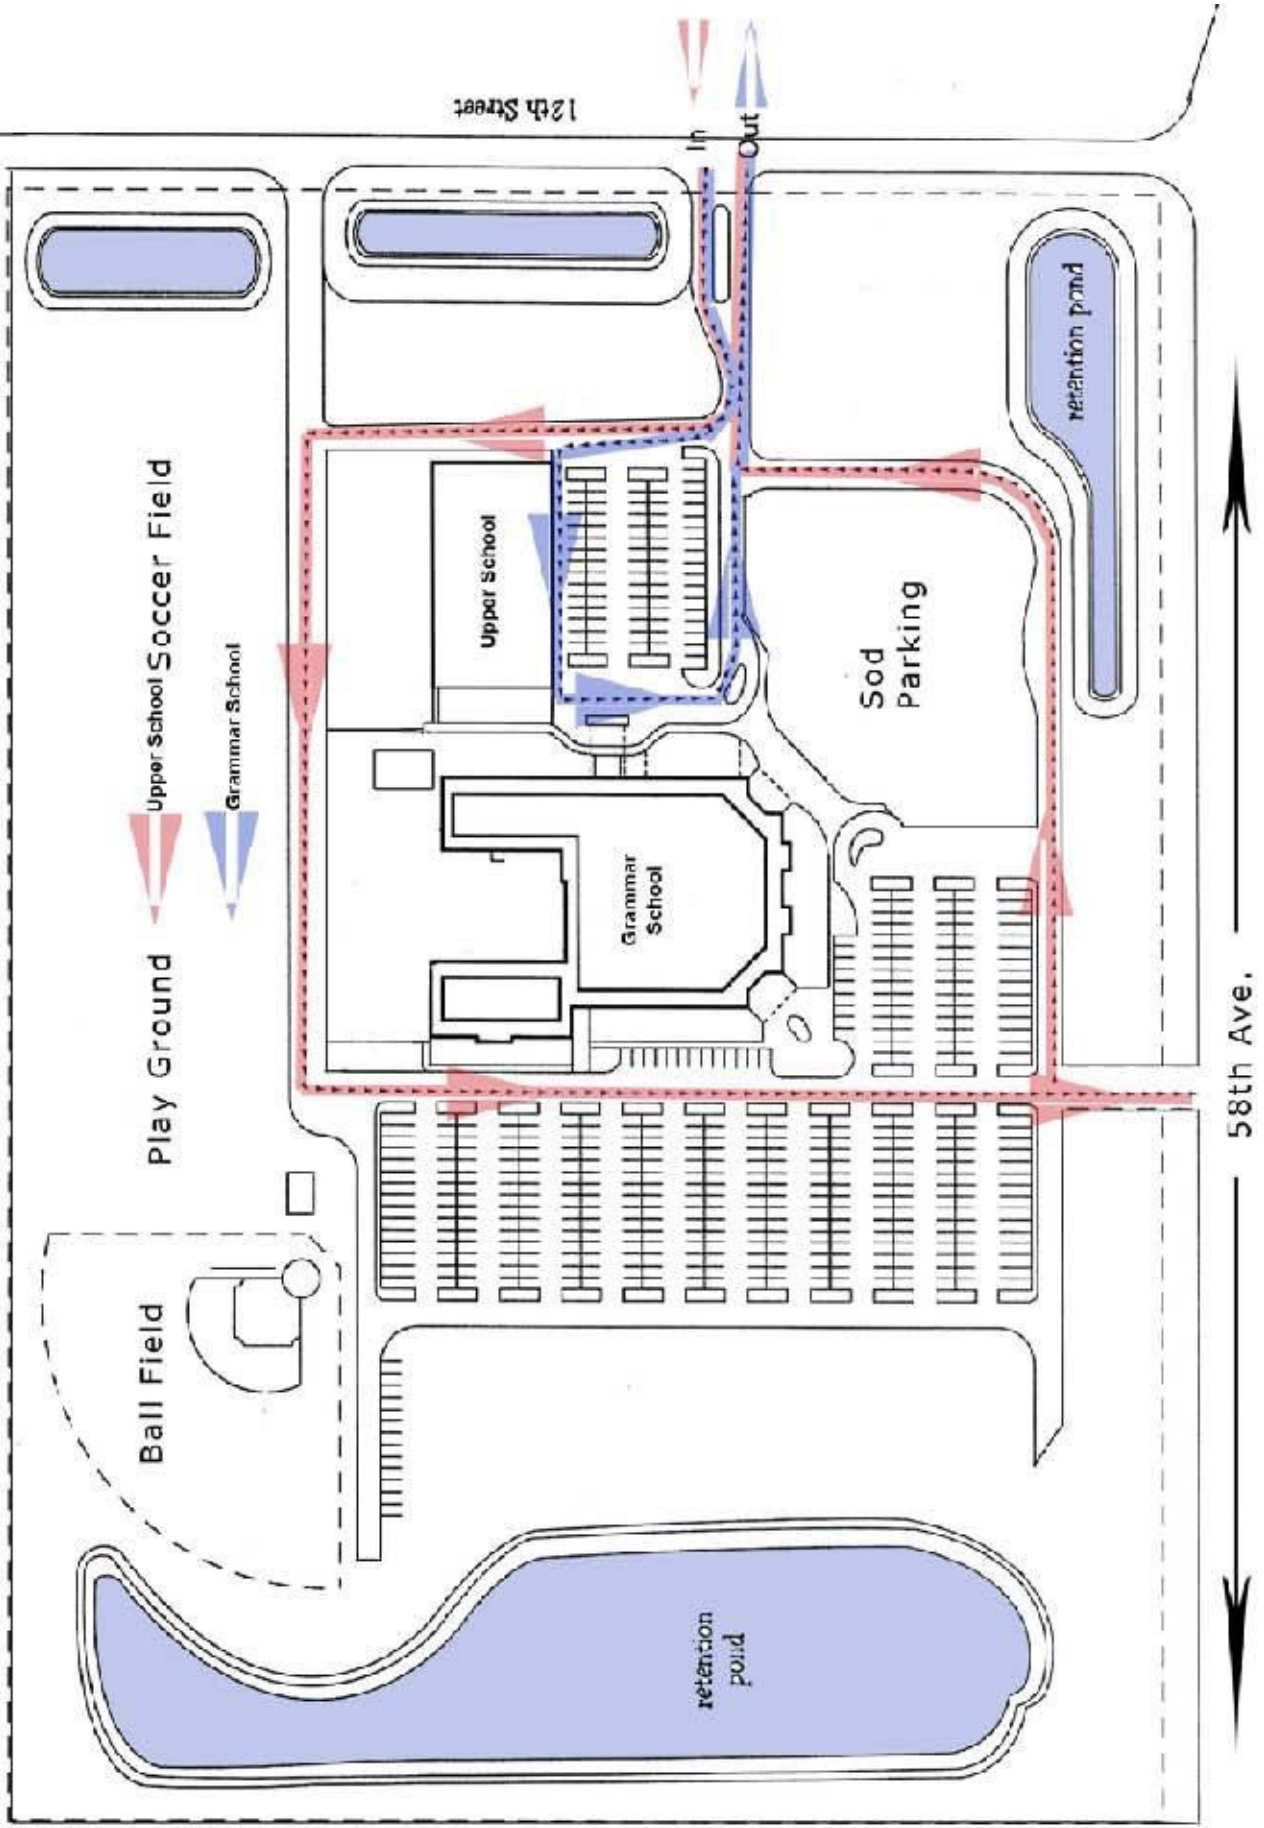 12th Street
In
Out
retention pond
Upper School
Soccer Field
Grammar School
Upper School
Sod
Parking
Grammar
School
Play Ground
58th Ave.
Ball Field
retention
pond